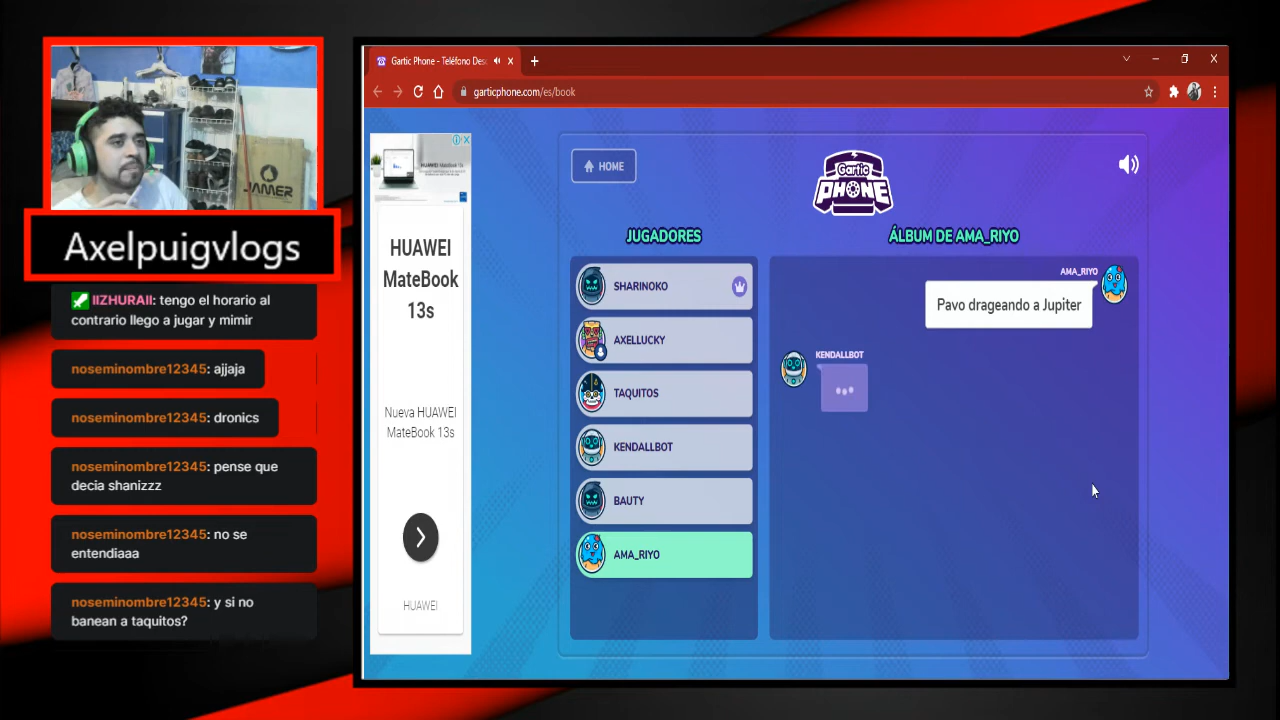 JAMER
Axelpuigvlogs
IIZHURAII: tengo el horario al
contrario llego a jugar y mimir
noseminombre12345: ajjaja
noseminombre12345: dronics
noseminombre12345: pense que
decia shanizzz
noseminombre12345: no se
entendiaaa
noseminombre12345: y si no
banean a taquitos?
Gartic Phone - Teléfono Des
garticphone.com/es/book
HUAWEI
MateBook
13s
Nueva HUAWEI
MateBook 13s
HUAWEI
HOME
Gartic
PHONE
JUGADORES
SHARINOKO
AXELLUCKY
TAQUITOS
KENDALLBOT
BAUTY
AMA_RIYO
ÁLBUM DE AMA_RIYO
AMA_RIYO
Pavo drageando a Jupiter
KENDALLBOT